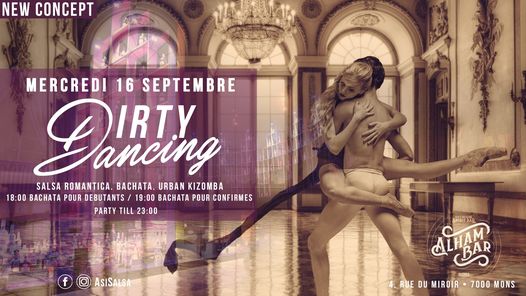 NEW CONCEPT
MERCREDI 16 SEPTEMBRE
DIRTY
Dancing
SALSA ROMANTICA, BACHATA, URBAN KIZOMBA
18:00 BACHATA POUR DEBUTANTS / 19:00 BACHATA POUR CONFIRMES
PARTY TILL 23:00
ALHAM
BAR
AsiSalsa
4, RUE DU MIROIR • 7000 MONS